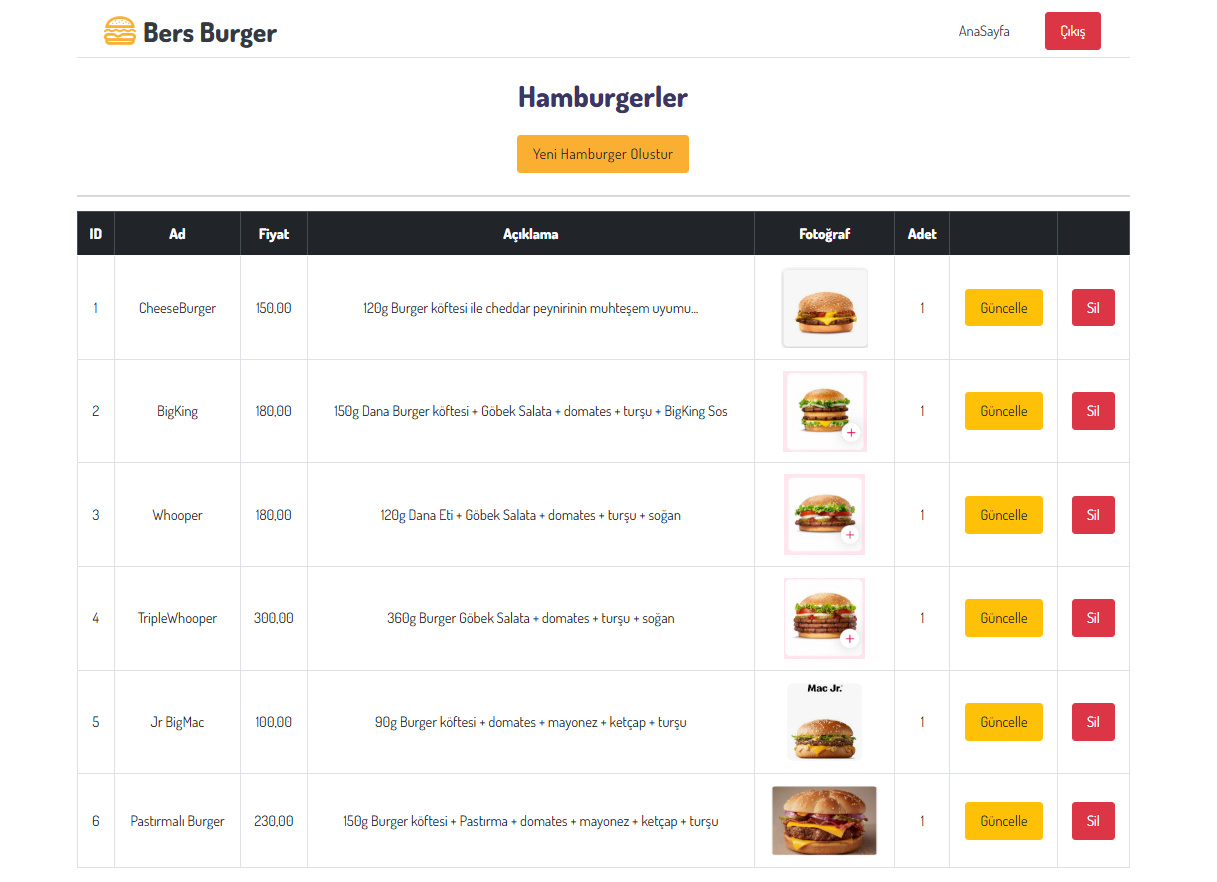 Bers Burger
AnaSayfa
Çıkış
Hamburgerler
Yeni Hamburger Olustur
ID Ad Fiyat Açıklama Fotoğraf Adet
1 CheeseBurger 150,00 120g Burger köftesi ile cheddar peynirinin muhteşem uyumu... 1 Güncelle Sil
2 BigKing 180,00 150g Dana Burger köftesi + Göbek Salata + domates + turşu + BigKing Sos + 1 Güncelle Sil
3 Whooper 180,00 120g Dana Eti + Göbek Salata + domates + turşu + soğan + 1 Güncelle Sil
4 TripleWhooper 300,00 360g Burger Göbek Salata + domates + turşu + soğan + 1 Güncelle Sil
5 Jr BigMac 100,00 90g Burger köftesi + domates + mayonez + ketçap + turşu Mac Jr. 1 Güncelle Sil
6 Pastırmalı Burger 230,00 150g Burger köftesi + Pastırma + domates + mayonez + ketçap + turşu 1 Güncelle Sil